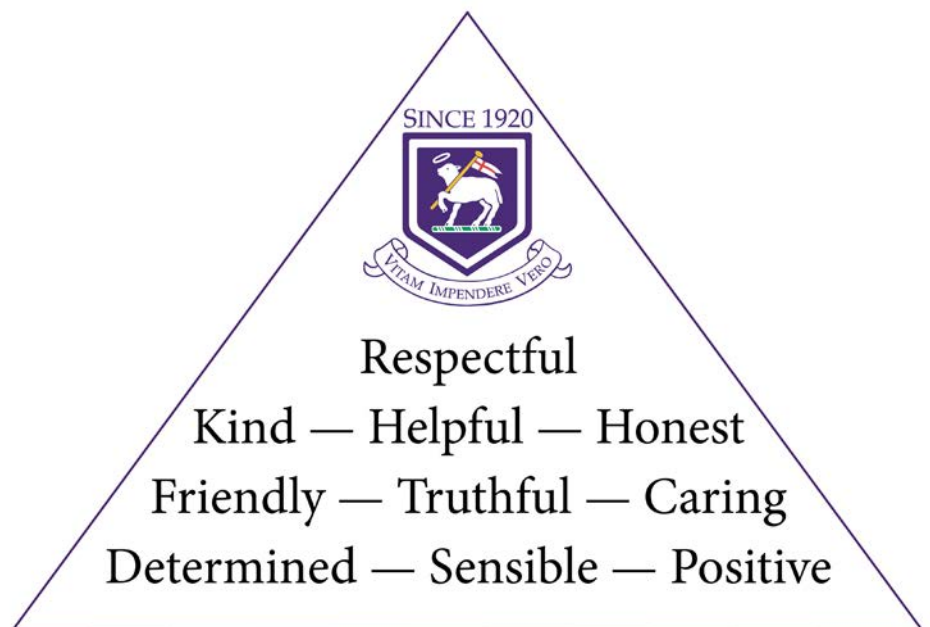 SINCE 1920
VITAM IMPENDERE VERO
Respectful
Kind — Helpful — Honest
Friendly — Truthful — Caring
Determined — Sensible — Positive